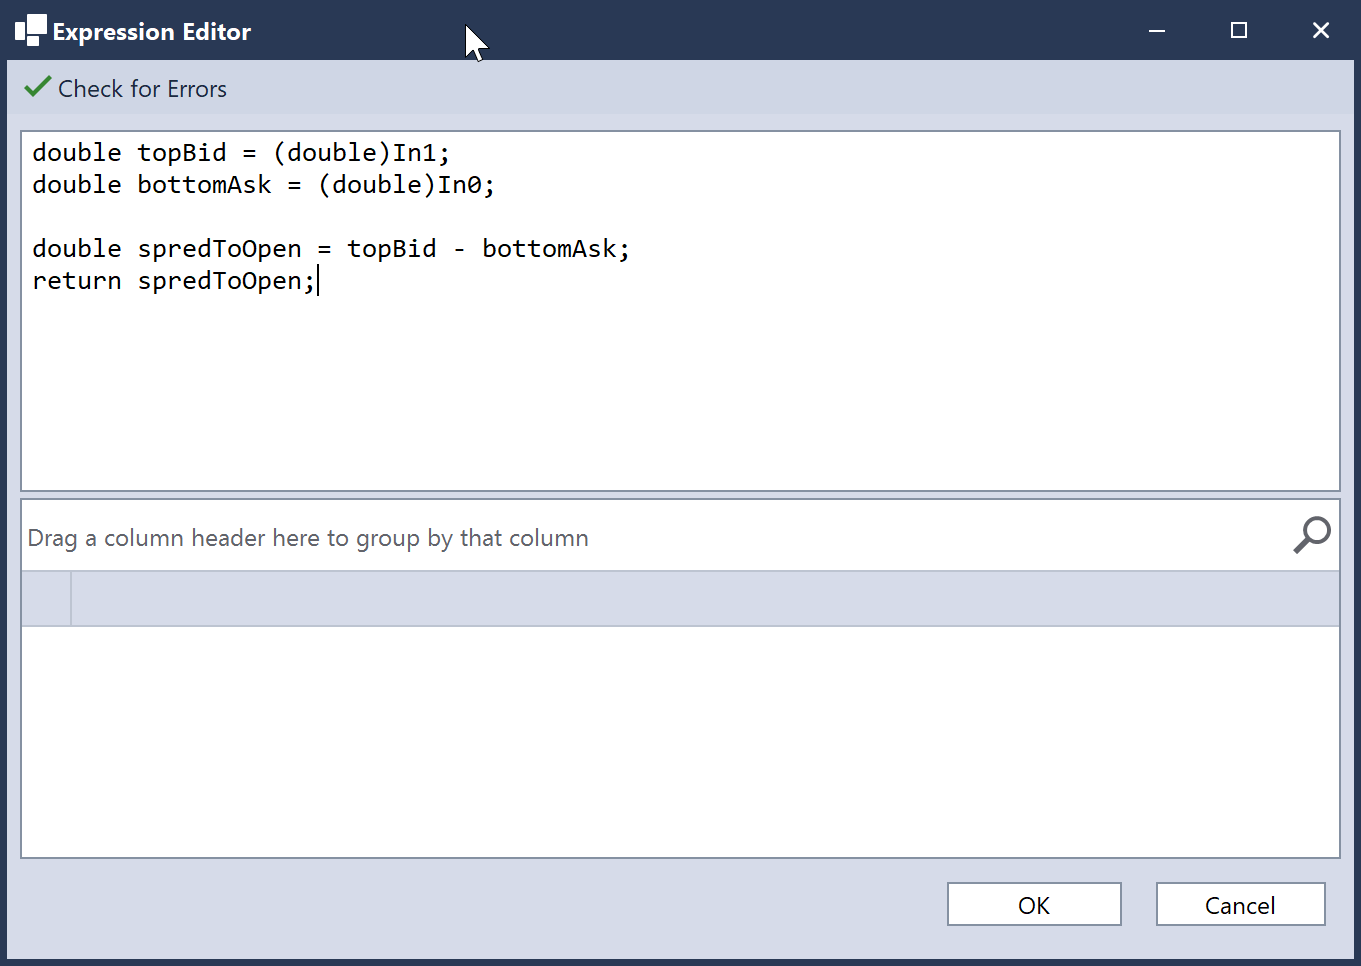 Expression Editor
Check for Errors
double topBid = (double)In1;
double bottomAsk = (double)In0;
double spredToOpen = topBid - bottomAsk;
return spredToOpen;
Drag a column header here to group by that column
OK
Cancel